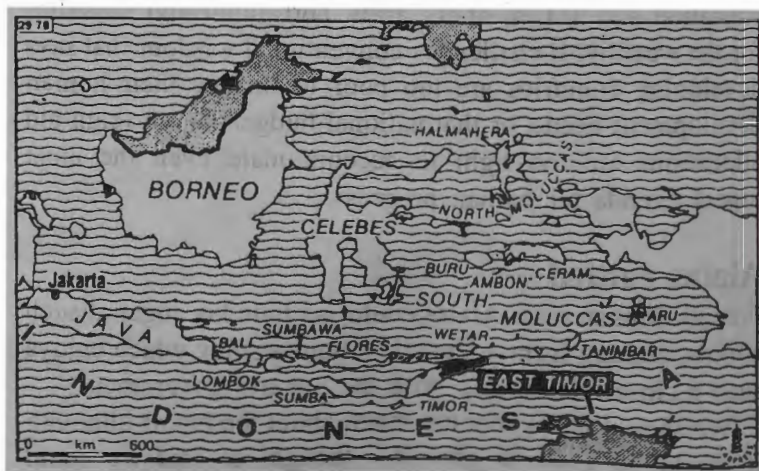 29 78
HALMAHERA
BORNEO
MOLUCCAS
NORTH
CELEBES
BURU
AMBON
CERAM
Jakarta
SOUTH
MOLUCCAS
ARU
JAVA
SUMBAWA
WETAR
BALI
FLORES
TANIMBAR
LOMBOK
EAST TIMOR
SUMBA
TIMOR
INDONESIA
0 km 600